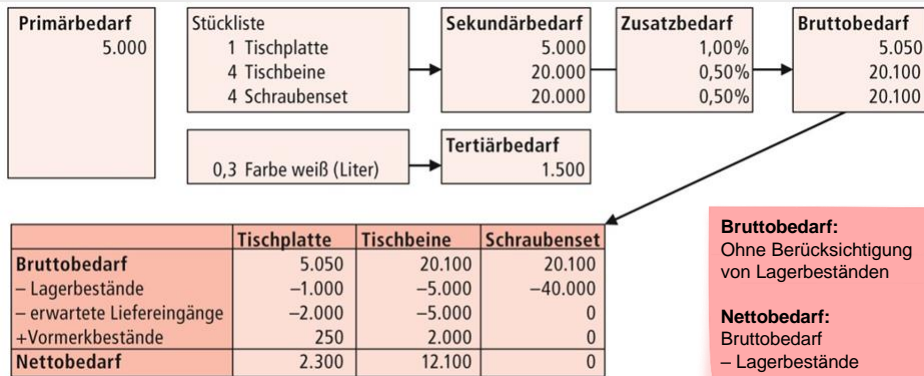 Primärbedarf
5.000
Stückliste
1 Tischplatte
4 Tischbeine
4 Schraubenset
Sekundärbedarf
5.000
20.000
20.000
Zusatzbedarf
1,00%
0,50%
0,50%
Bruttobedarf
5.050
20.100
20.100
0,3 Farbe weiß (Liter)
Tertiärbedarf
1.500
Tischplatte Tischbeine Schraubenset
Bruttobedarf 5.050 20.100 20.100
– Lagerbestände –1.000 –5.000 –40.000
– erwartete Liefereingänge –2.000 –5.000 0
+Vormerkbestände 250 2.000 0
Nettobedarf 2.300 12.100 0
Bruttobedarf:
Ohne Berücksichtigung
von Lagerbeständen
Nettobedarf:
Bruttobedarf
– Lagerbestände